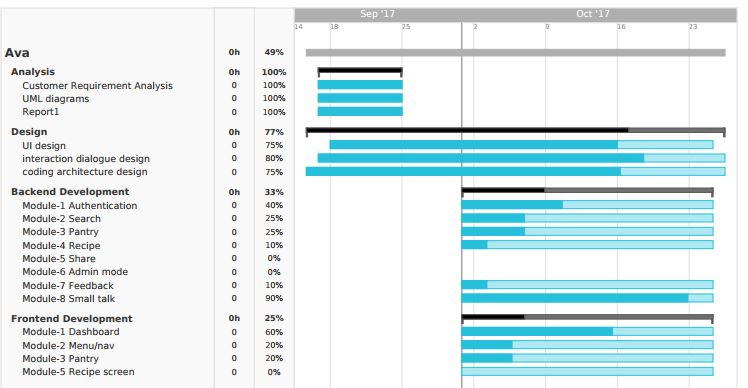 Sep '17 Oct '17
14 18 25 2 9 16 23
Ava 0h 49%
Analysis 0h 100%
Customer Requirement Analysis 0 100%
UML diagrams 0 100%
Report1 0 100%
Design 0h 77%
UI design 0 75%
interaction dialogue design 0 80%
coding architecture design 0 75%
Backend Development 0h 33%
Module-1 Authentication 0 40%
Module-2 Search 0 25%
Module-3 Pantry 0 25%
Module-4 Recipe 0 10%
Module-5 Share 0 0%
Module-6 Admin mode 0 0%
Module-7 Feedback 0 10%
Module-8 Small talk 0 90%
Frontend Development 0h 25%
Module-1 Dashboard 0 60%
Module-2 Menu/nav 0 20%
Module-3 Pantry 0 20%
Module-5 Recipe screen 0 0%